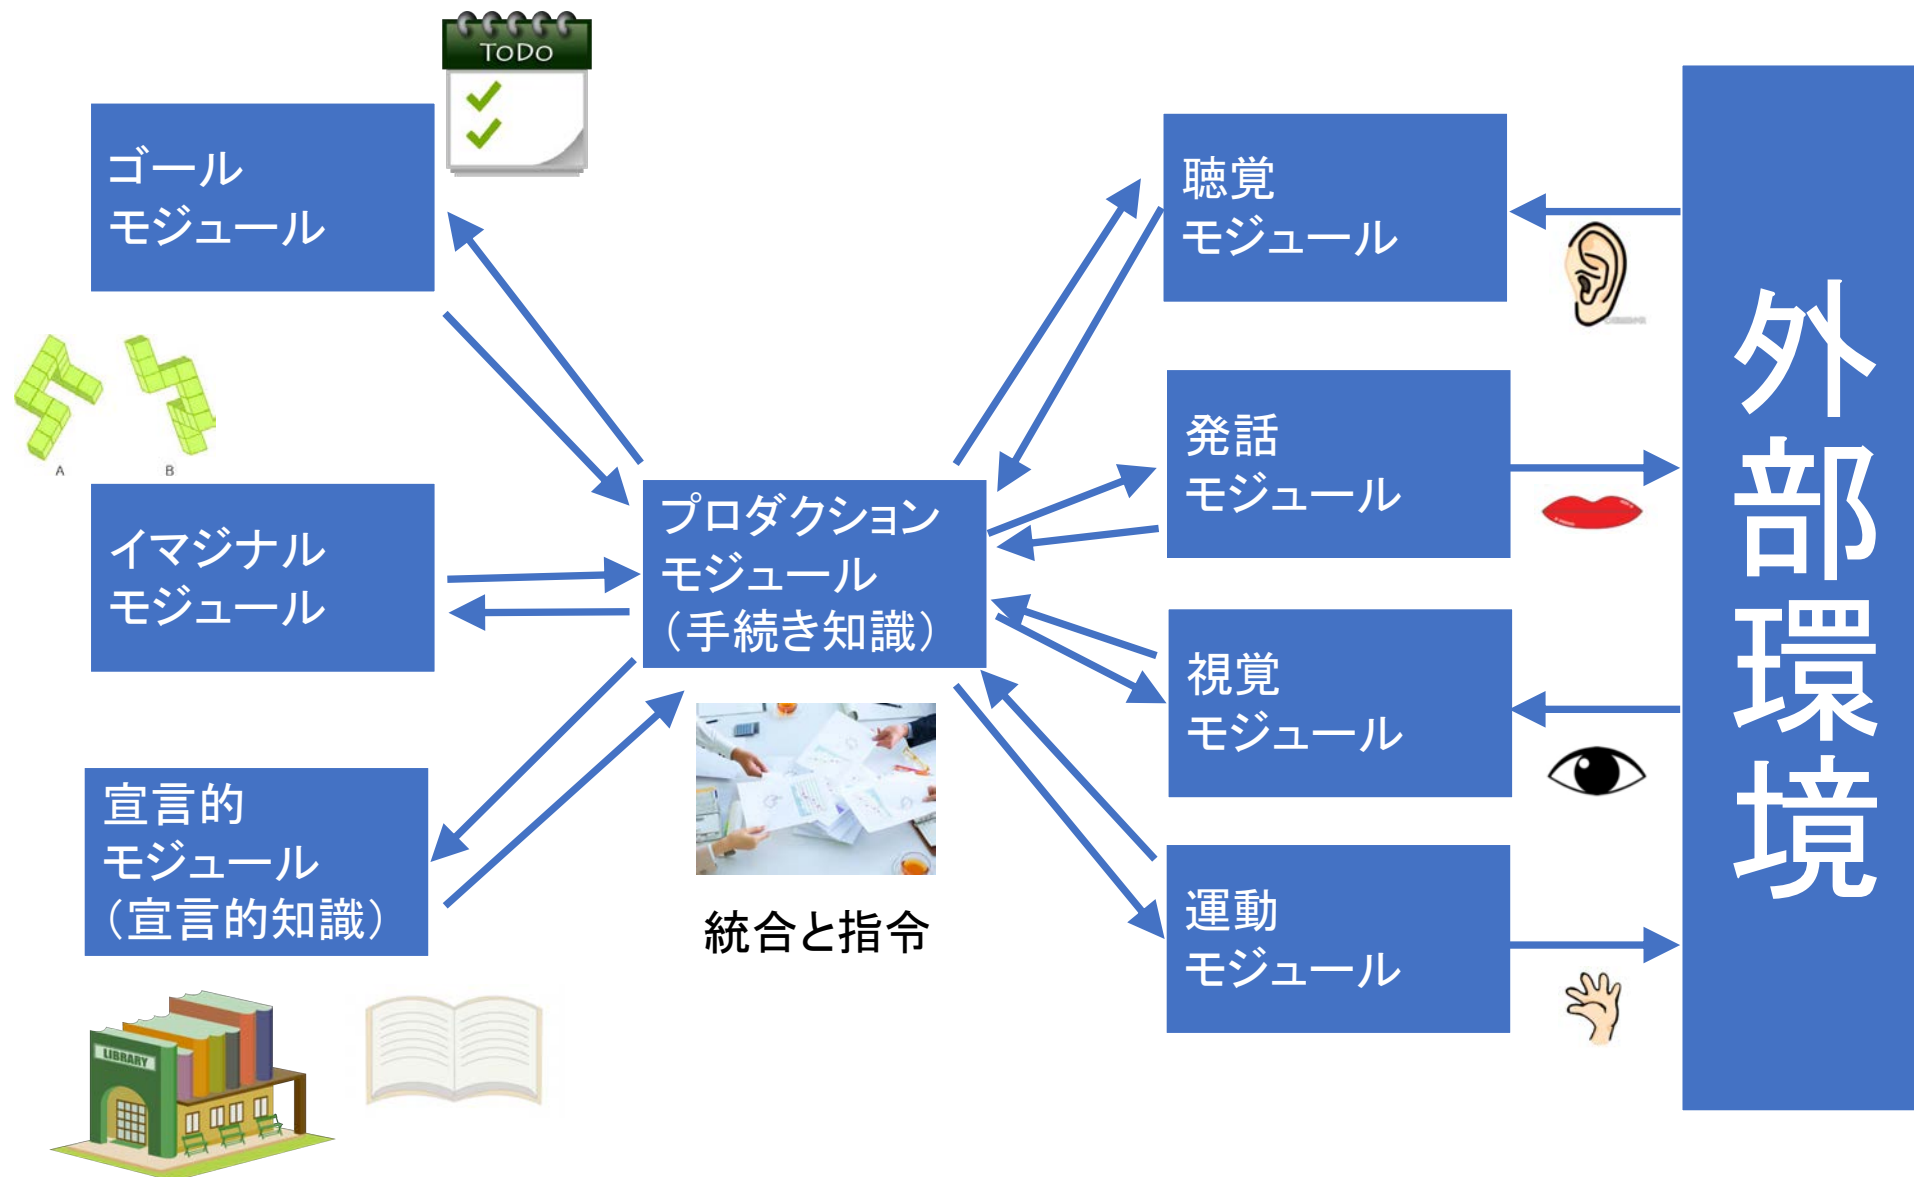 TODO
ゴール
モジュール
A
B
イマジナル
モジュール
宣言的
モジュール
（宣言的知識）
LIBRARY
プロダクション
モジュール
（手続き知識）
統合と指令
聴覚
モジュール
発話
モジュール
視覚
モジュール
運動
モジュール
外部環境